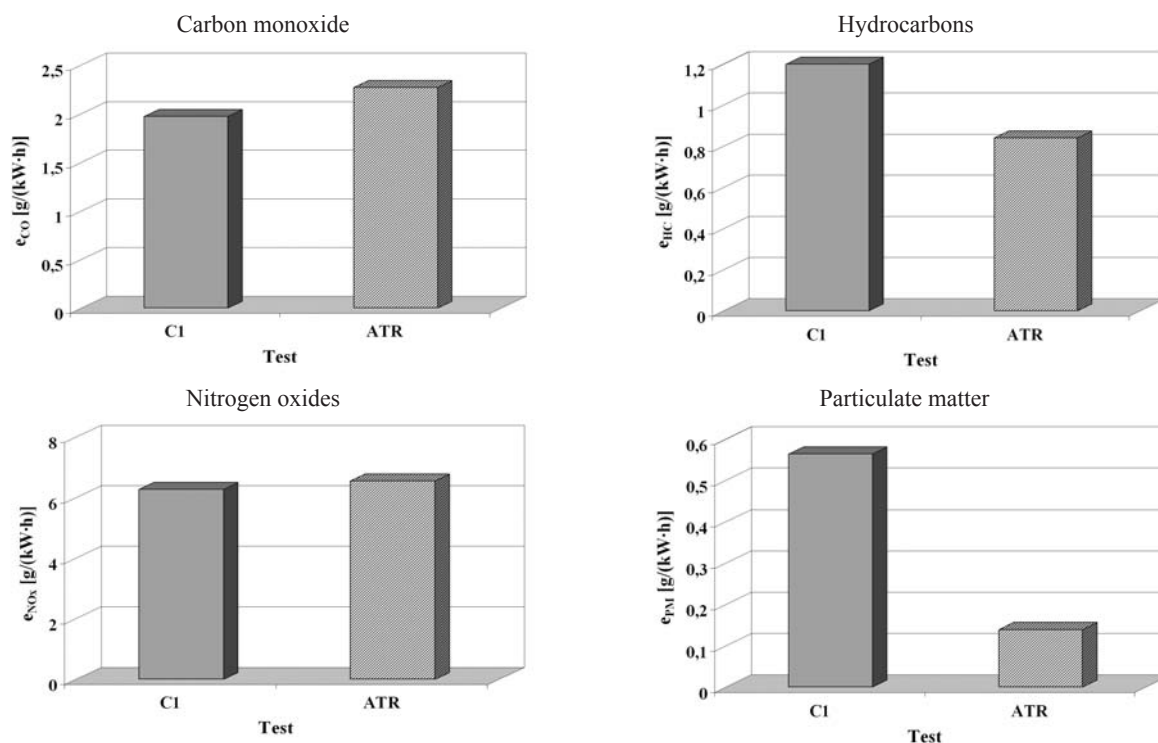 Carbon monoxide
2,5
2
1,5
1
0,5
0
e_CO [g/(kW·h)]
C1 ATR
Test
Hydrocarbons
1,2
1
0,8
0,6
0,4
0,2
0
e_HC [g/(kW·h)]
C1 ATR
Test
Nitrogen oxides
8
6
4
2
0
e_NOx [g/(kW·h)]
C1 ATR
Test
Particulate matter
0,6
0,5
0,4
0,3
0,2
0,1
0
e_PM [g/(kW·h)]
C1 ATR
Test